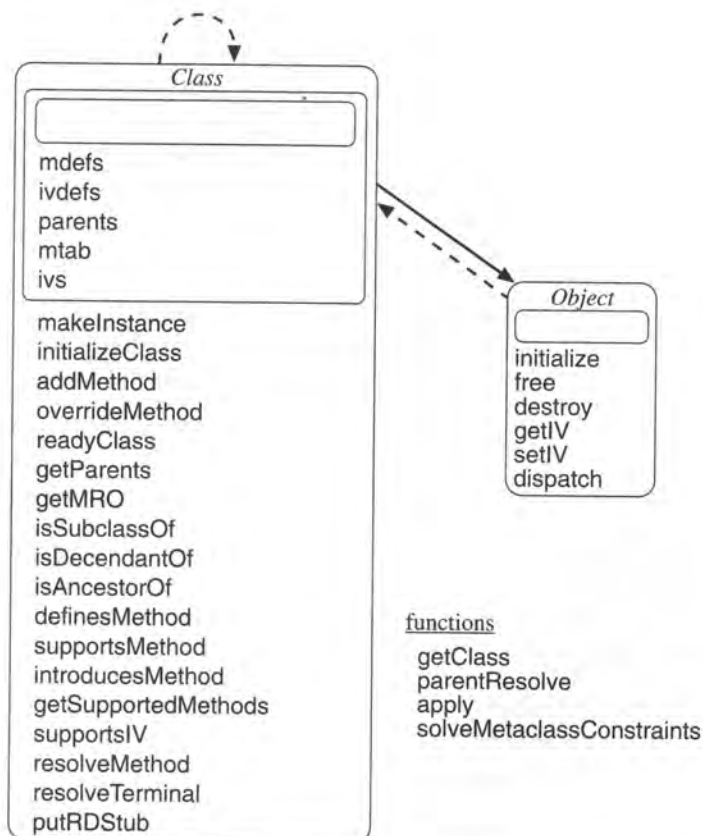 Class
mdefs
ivdefs
parents
mtab
ivs
makeInstance
initializeClass
addMethod
overrideMethod
readyClass
getParents
getMRO
isSubclassOf
isDecendantOf
isAncestorOf
definesMethod
supportsMethod
introducesMethod
getSupportedMethods
supportsIV
resolveMethod
resolveTerminal
putRDStub
Object
initialize
free
destroy
getIV
setIV
dispatch
functions
getClass
parentResolve
apply
solveMetaclassConstraints